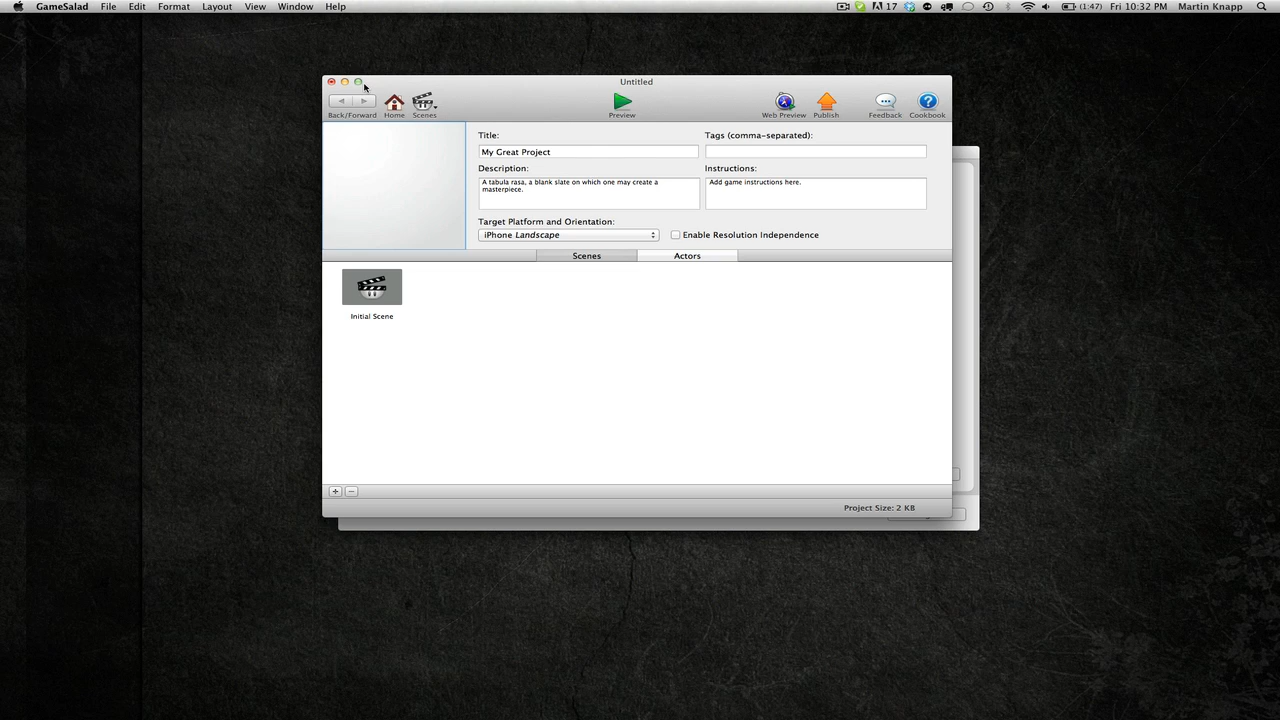 GameSalad File Edit Format Layout View Window Help 17 (1:47) Fri 10:32 PM Martin Knapp
Untitled
Back/Forward Home Scenes Preview Web Preview Publish Feedback Cookbook
Title: Tags (comma-separated):
My Great Project
Description: Instructions:
A tabula rasa, a blank slate on which one may create a Add game instructions here.
masterpiece.
Target Platform and Orientation:
iPhone Landscape Enable Resolution Independence
Scenes Actors
Initial Scene
Project Size: 2 KB